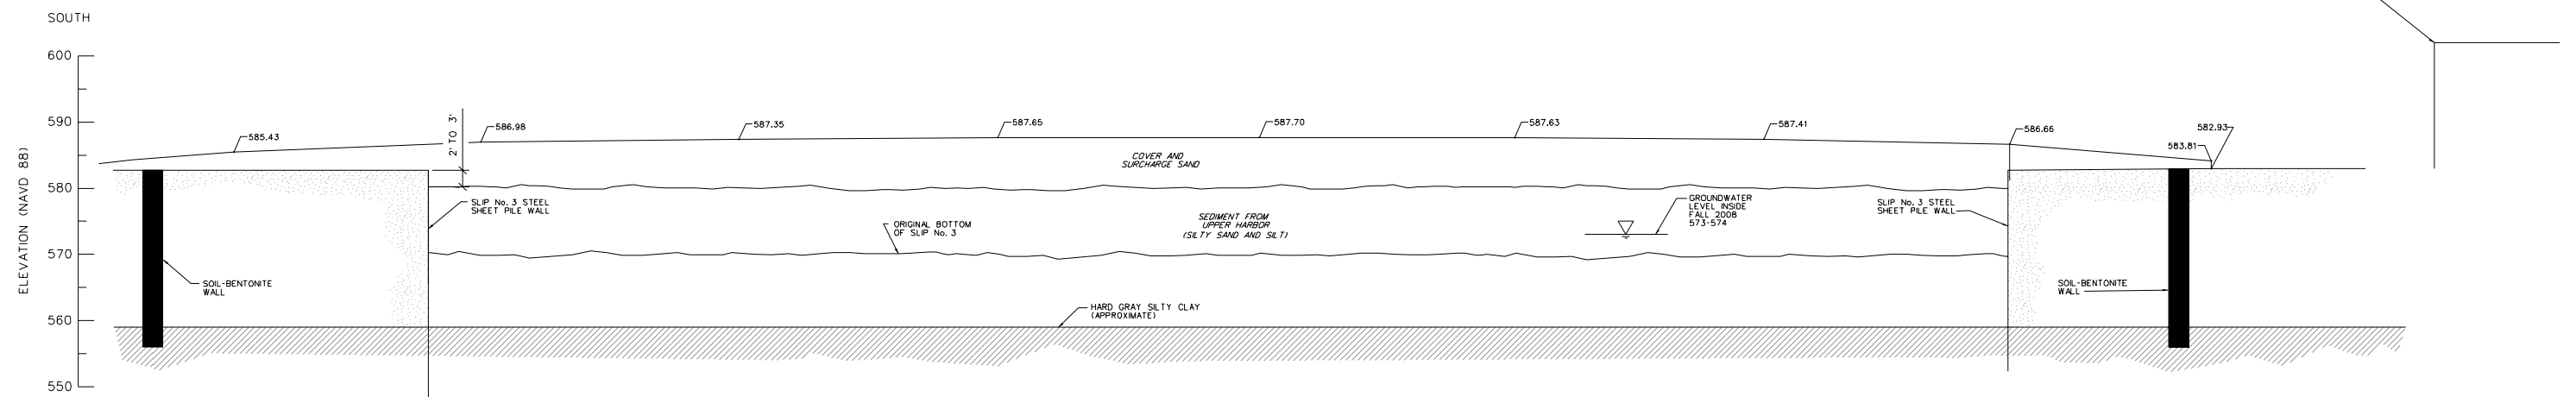 SOUTH
600
590
580
570
560
550
ELEVATION (NAVD 88)
585.43
2' TO 3'
586.98
587.35
587.65
587.70
587.63
587.41
586.66
582.93
583.81
COVER AND
SURCHARGE SAND
SLIP No. 3 STEEL
SHEET PILE WALL
ORIGINAL BOTTOM
OF SLIP No. 3
SEDIMENT FROM
UPPER HARBOR
(SILTY SAND AND SILT)
GROUNDWATER
LEVEL INSIDE
FALL 2008
573-574
SLIP No. 3 STEEL
SHEET PILE WALL
SOIL-BENTONITE
WALL
HARD GRAY SILTY CLAY
(APPROXIMATE)
SOIL-BENTONITE
WALL